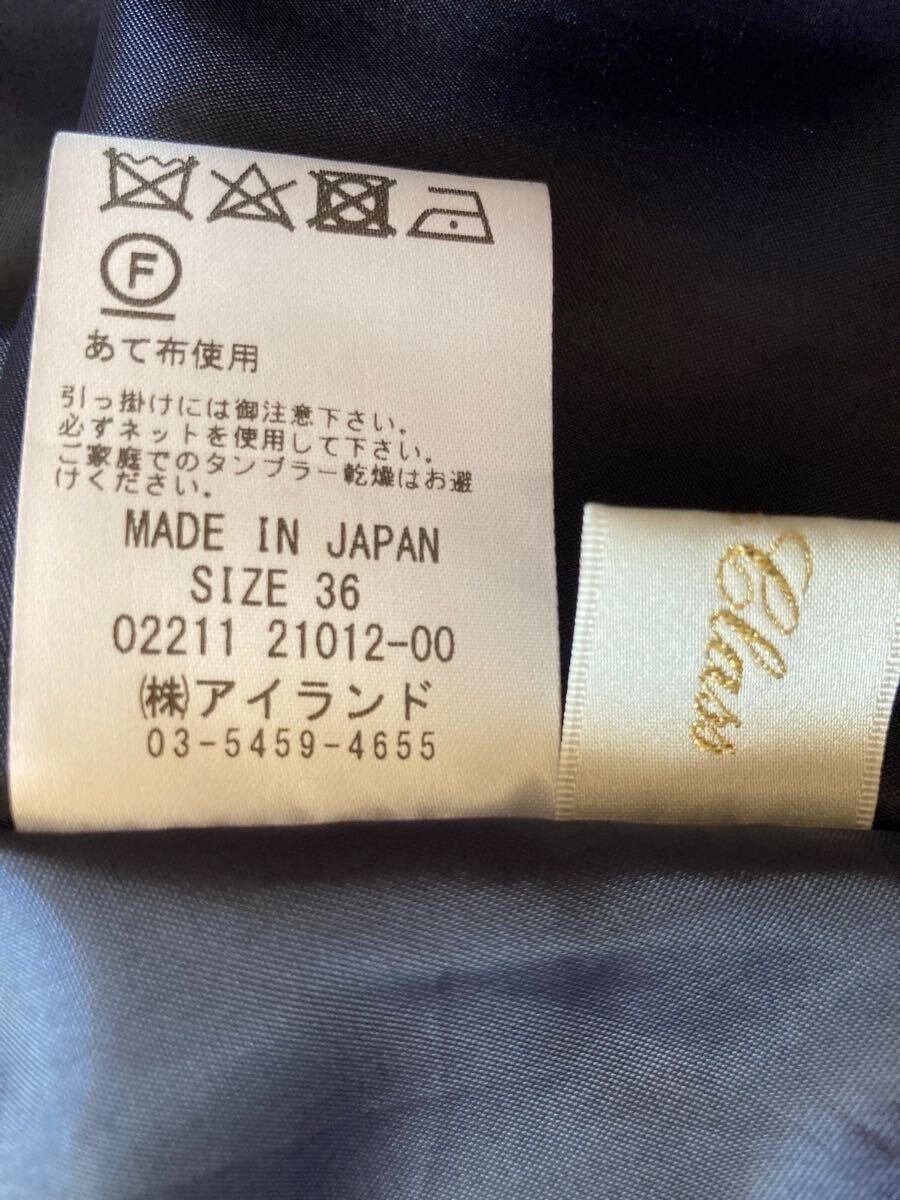 F
あて布使用
引っ掛けには御注意下さい。
必ずネットを使用して下さい。
ご家庭でのタンブラー乾燥はお避
けください。
MADE IN JAPAN
SIZE 36
02211 21012-00
㈱アイランド
03-5459-4655
Class